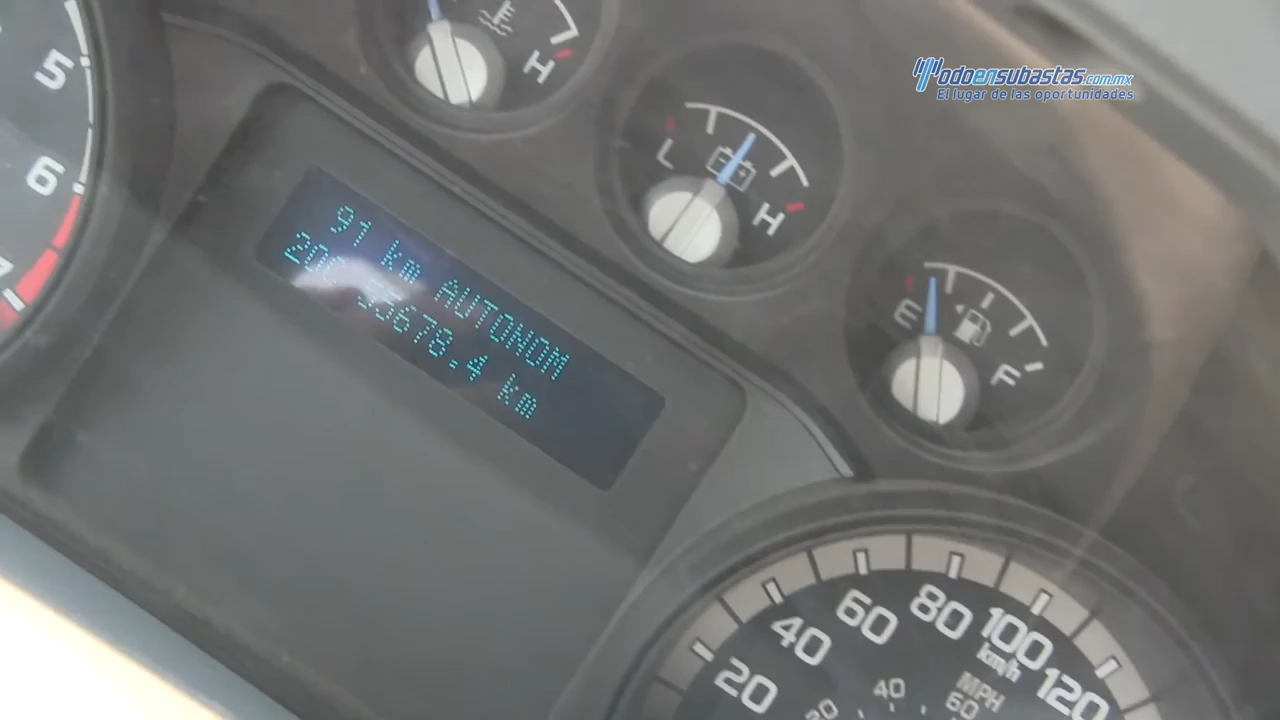 Todoensubastas.com.mx
El lugar de las oportunidades
5
6
7
H
L
H
E
F
91 km AUTONOM
678.4 km
20
40
60
80
100
120
km/h
MPH
20
40
60